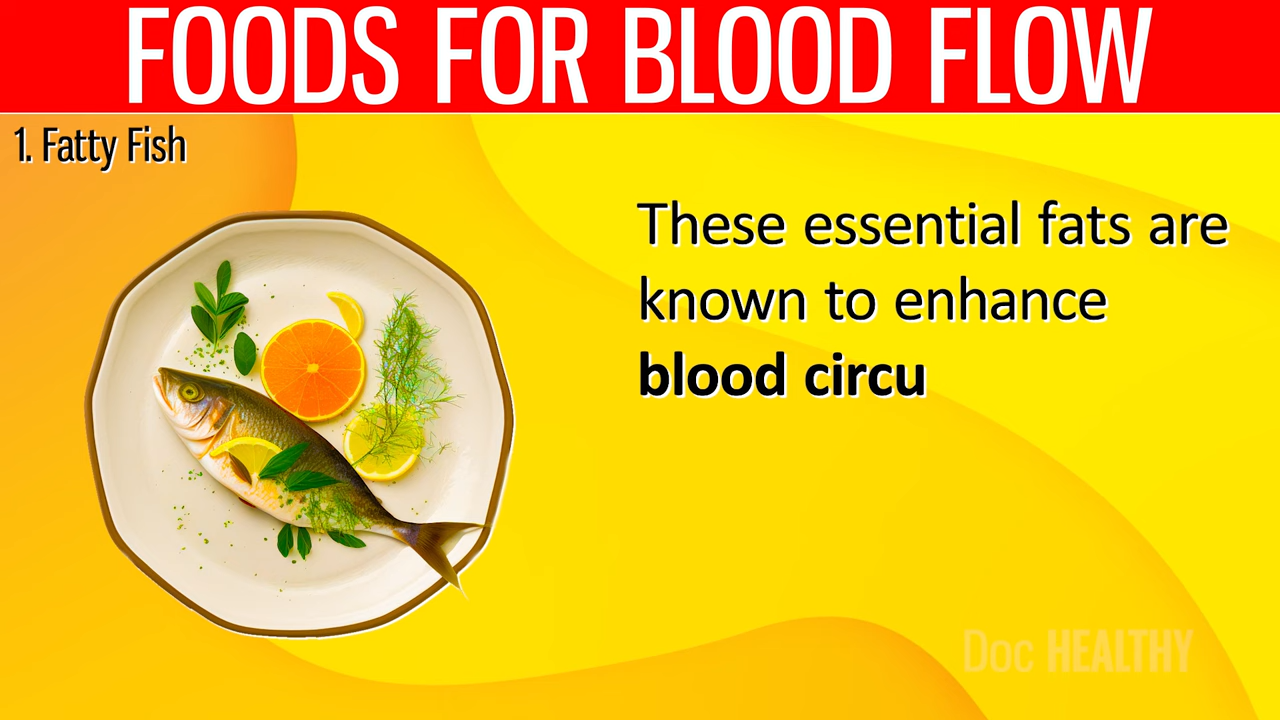 FOODS FOR BLOOD FLOW
1. Fatty Fish
These essential fats are
known to enhance
blood circu
Doc HEALTHY